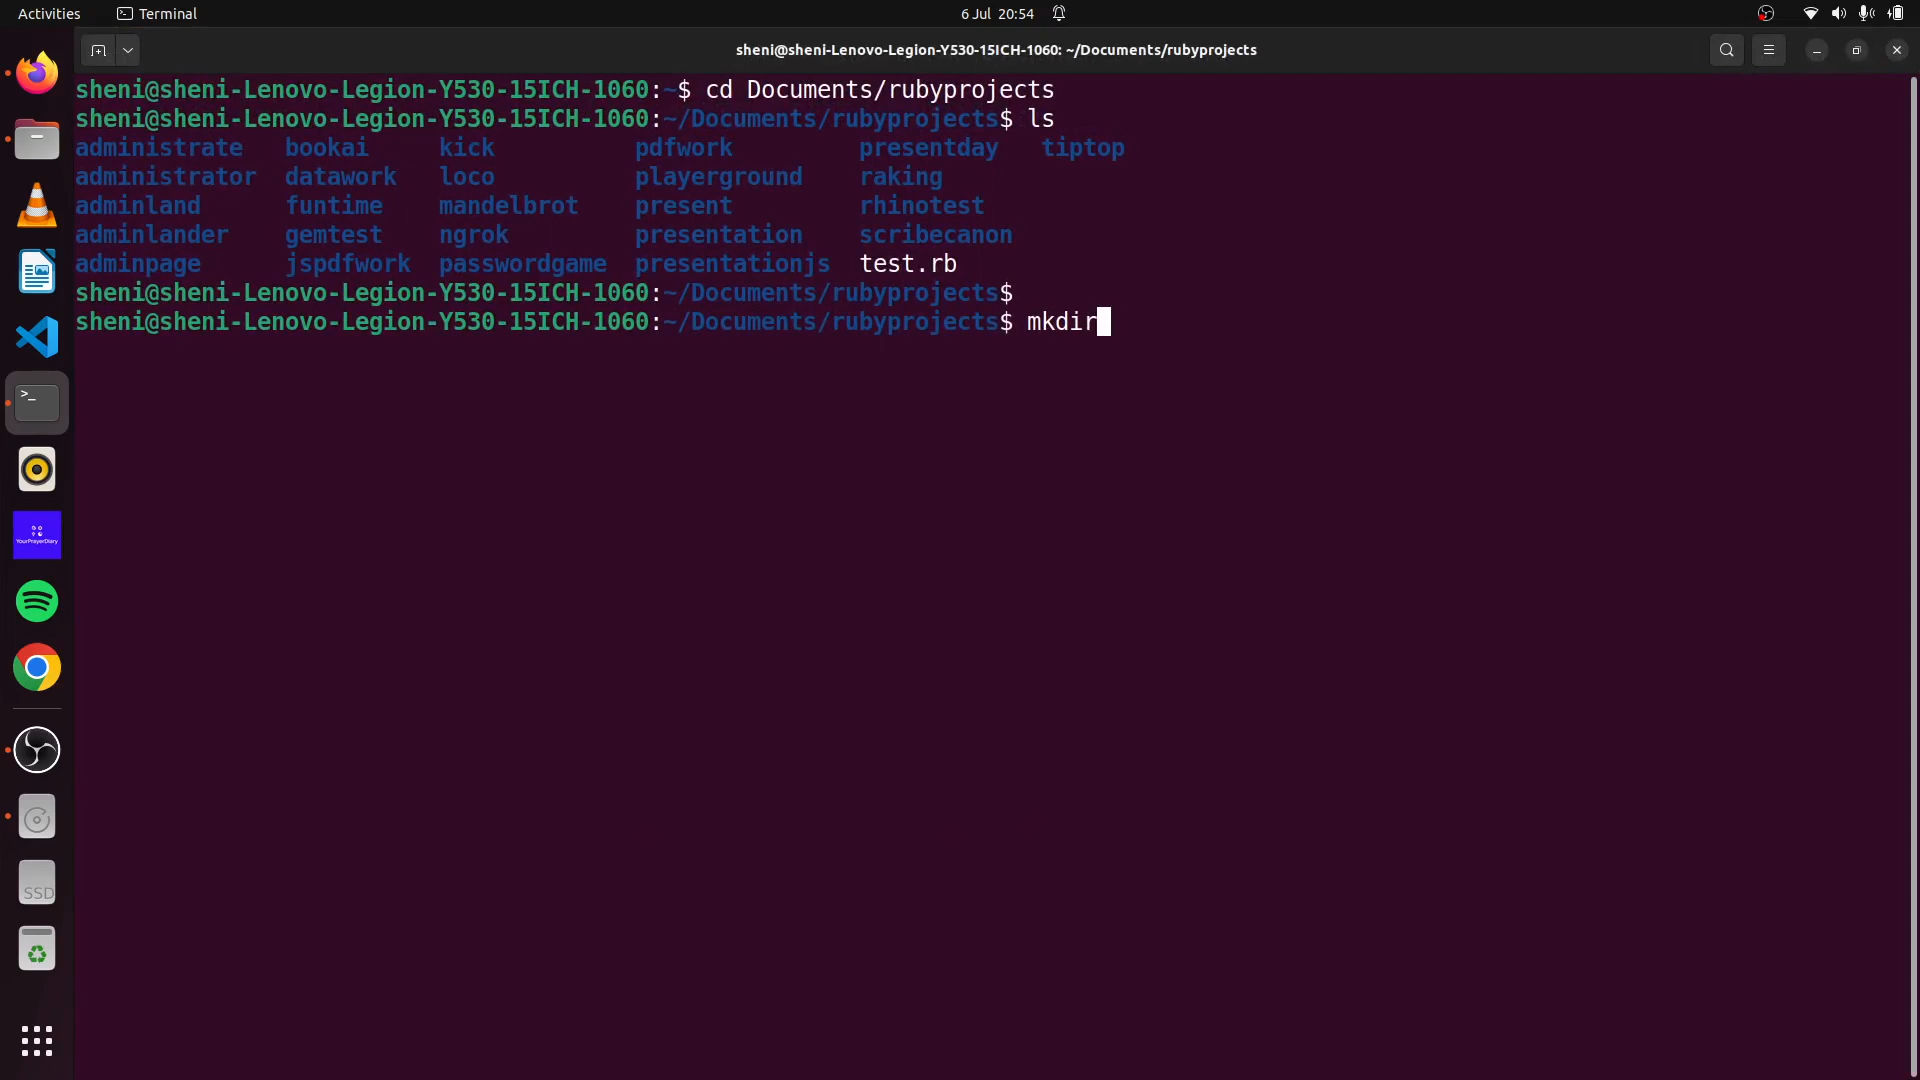 Activities Terminal 6 Jul 20:54
sheni@sheni-Lenovo-Legion-Y530-15ICH-1060: ~/Documents/rubyprojects
sheni@sheni-Lenovo-Legion-Y530-15ICH-1060:~$ cd Documents/rubyprojects
sheni@sheni-Lenovo-Legion-Y530-15ICH-1060:~/Documents/rubyprojects$ ls
administrate bookai kick pdfwork presentday tiptop
administrator datawork loco playerground raking
adminland funtime mandelbrot present rhinotest
adminlander gemtest ngrok presentation scribecanon
adminpage jspdfwork passwordgame presentationjs test.rb
sheni@sheni-Lenovo-Legion-Y530-15ICH-1060:~/Documents/rubyprojects$
sheni@sheni-Lenovo-Legion-Y530-15ICH-1060:~/Documents/rubyprojects$ mkdir
>_
YourPrayerDiary
SSD